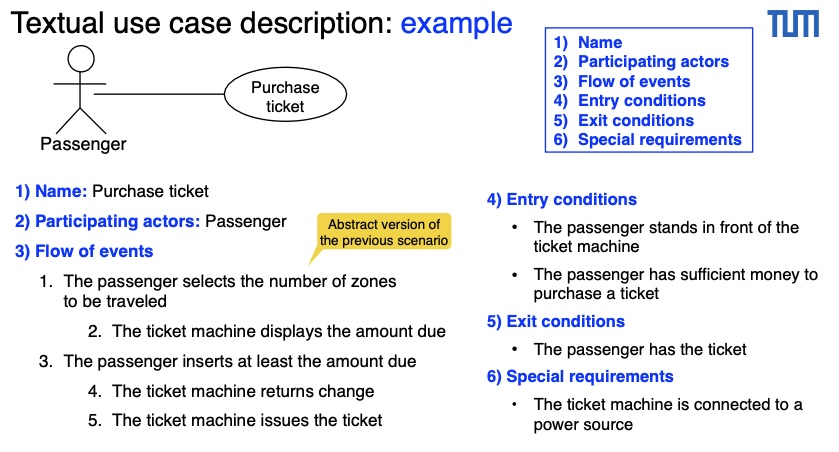 Textual use case description: example
TUM
1) Name
2) Participating actors
3) Flow of events
4) Entry conditions
5) Exit conditions
6) Special requirements
Purchase
ticket
Passenger
1) Name: Purchase ticket
2) Participating actors: Passenger
Abstract version of
the previous scenario
3) Flow of events
1. The passenger selects the number of zones
to be traveled
2. The ticket machine displays the amount due
3. The passenger inserts at least the amount due
4. The ticket machine returns change
5. The ticket machine issues the ticket
4) Entry conditions
• The passenger stands in front of the
ticket machine
• The passenger has sufficient money to
purchase a ticket
5) Exit conditions
• The passenger has the ticket
6) Special requirements
• The ticket machine is connected to a
power source